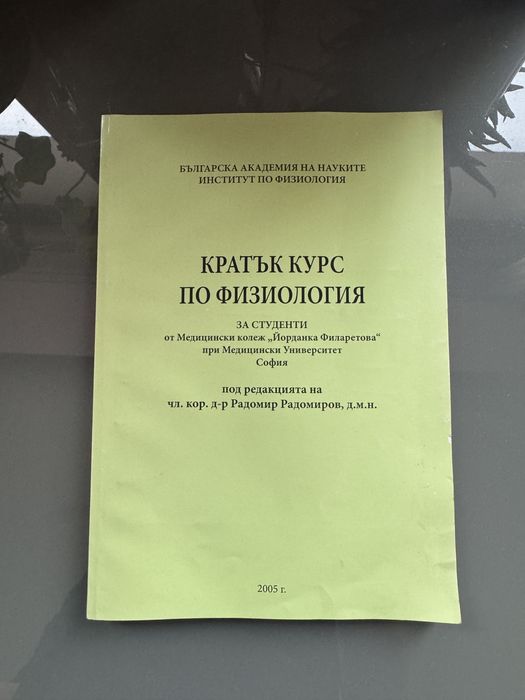 БЪЛГАРСКА АКАДЕМИЯ НА НАУКИТЕ
ИНСТИТУТ ПО ФИЗИОЛОГИЯ
КРАТЪК КУРС
ПО ФИЗИОЛОГИЯ
ЗА СТУДЕНТИ
от Медицински колеж „Йорданка Филаретова“
при Медицински Университет
София
под редакцията на
чл. кор. д-р Радомир Радомиров, д.м.н.
2005 г.